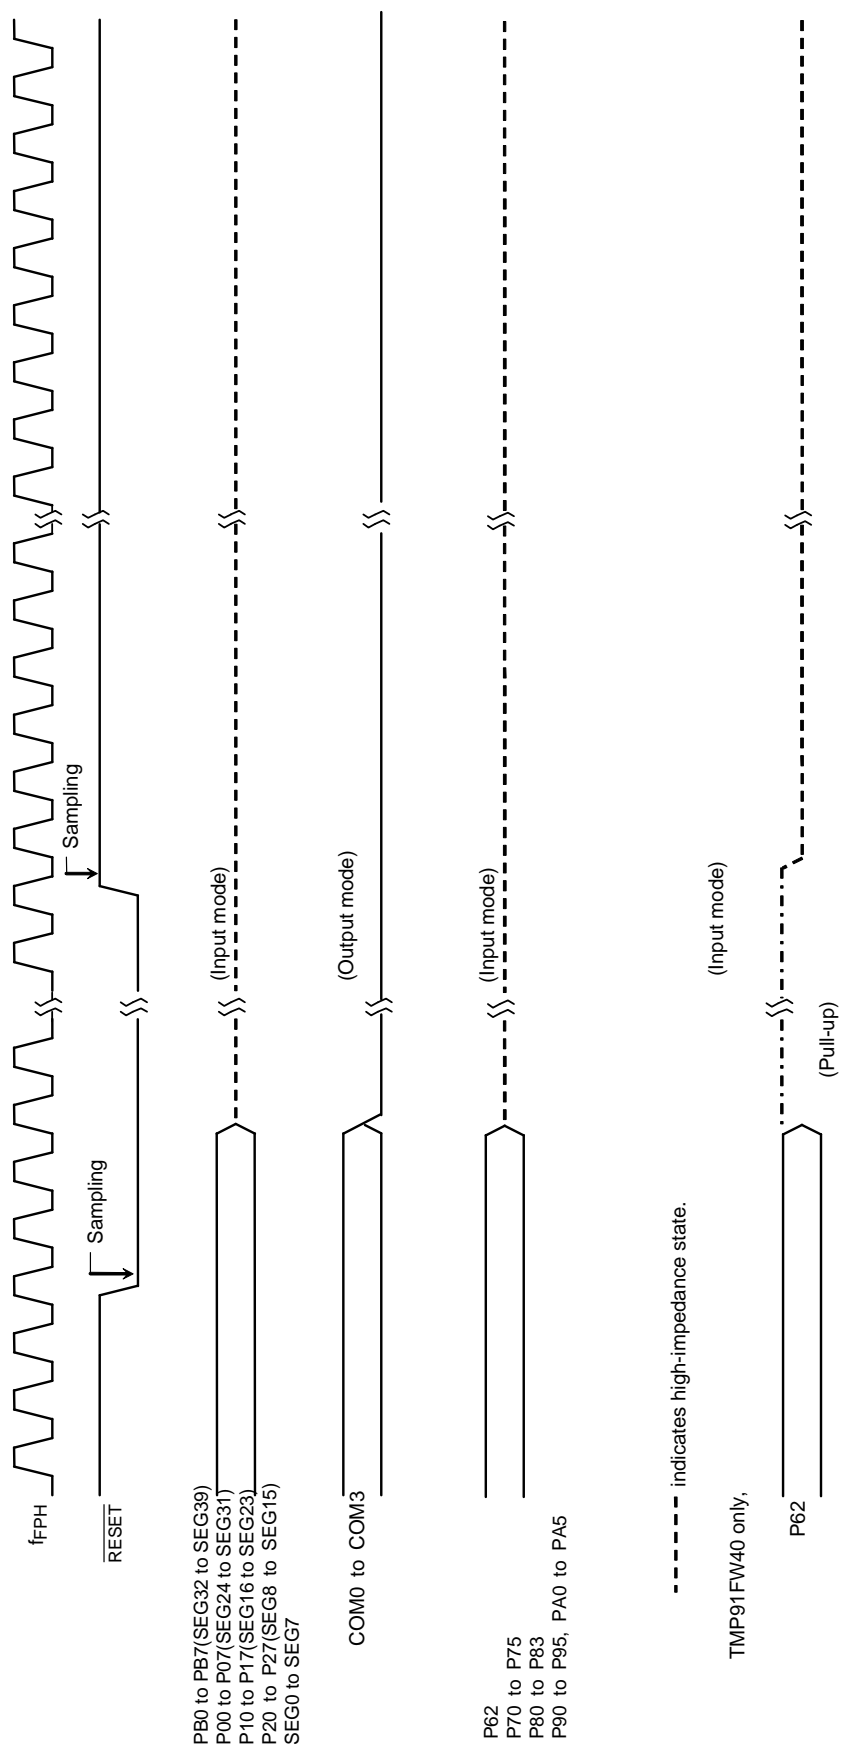 fFPH
Sampling
Sampling
RESET
PB0 to PB7(SEG32 to SEG39)
P00 to P07(SEG24 to SEG31)
P10 to P17(SEG16 to SEG23)
P20 to P27(SEG8 to SEG15)
SEG0 to SEG7
(Input mode)
COM0 to COM3
(Output mode)
P62
P70 to P75
P80 to P83
P90 to P95, PA0 to PA5
(Input mode)
indicates high-impedance state.
TMP91FW40 only,
(Input mode)
P62
(Pull-up)